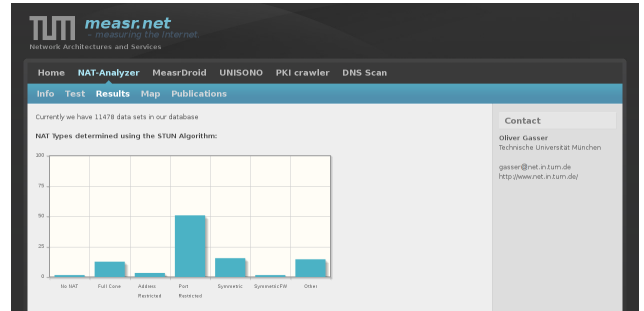 TUM measr.net
- measuring the Internet.
Network Architectures and Services
Home NAT-Analyzer MeasrDroid UNISONO PKI crawler DNS Scan
Info Test Results Map Publications
Currently we have 11478 data sets in our database
NAT Types determined using the STUN Algorithm:
100
75
50
25
0
No NAT Full Cone Address Restricted Port Restricted Symmetric SymmetricFW Other
Contact
Oliver Gasser
Technische Universität München
gasser@net.in.tum.de
http://www.net.in.tum.de/